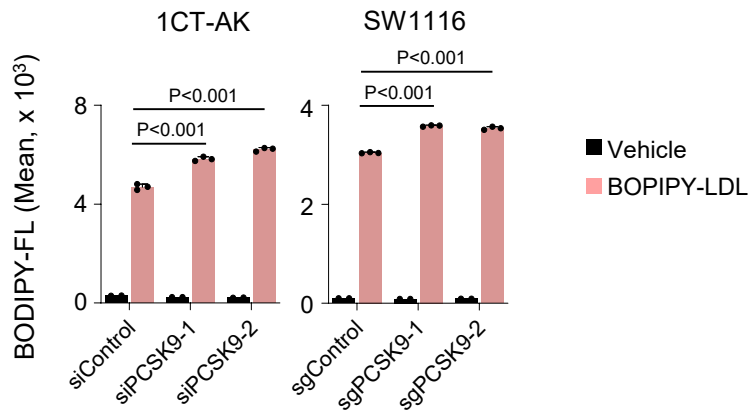 1CT-AK
SW1116
BODIPY-FL (Mean, x 10³)
P<0.001
P<0.001
8
4
0
siControl
siPCSK9-1
siPCSK9-2
P<0.001
P<0.001
4
2
0
sgControl
sgPCSK9-1
sgPCSK9-2
Vehicle
BOPIPY-LDL